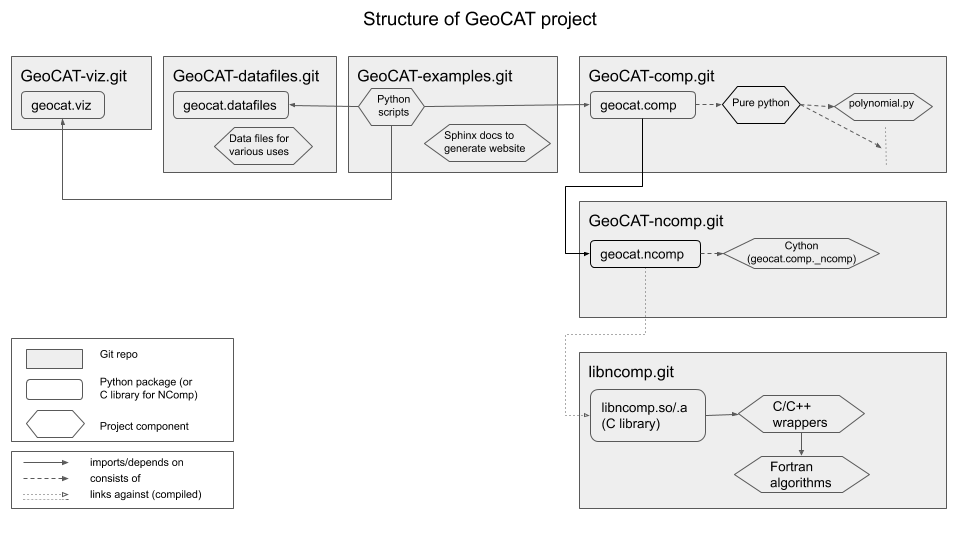 Structure of GeoCAT project
GeoCAT-viz.git
geocat.viz
GeoCAT-datafiles.git
geocat.datafiles
Data files for
various uses
GeoCAT-examples.git
Python
scripts
Sphinx docs to
generate website
GeoCAT-comp.git
geocat.comp
Pure python
polynomial.py
GeoCAT-ncomp.git
geocat.ncomp
Cython
(geocat.comp._ncomp)
libncomp.git
libncomp.so/.a
(C library)
C/C++
wrappers
Fortran
algorithms
Git repo
Python package (or
C library for NComp)
Project component
imports/depends on
consists of
links against (compiled)